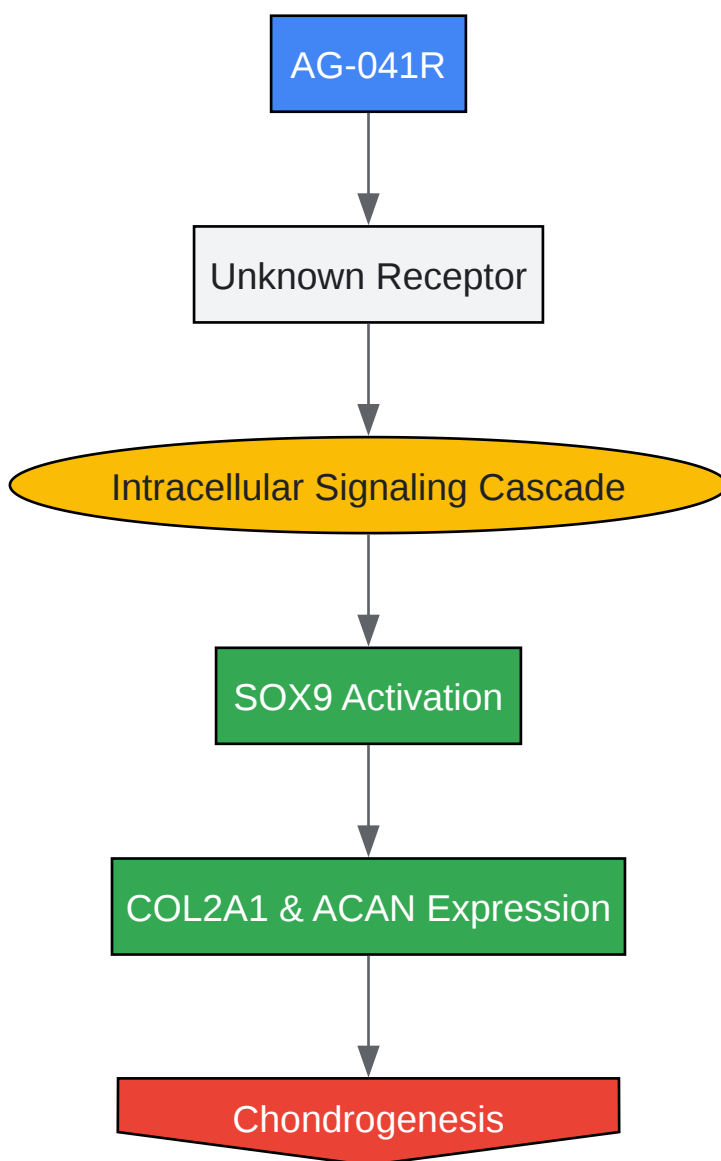 AG-041R
Unknown Receptor
Intracellular Signaling Cascade
SOX9 Activation
COL2A1 & ACAN Expression
Chondrogenesis